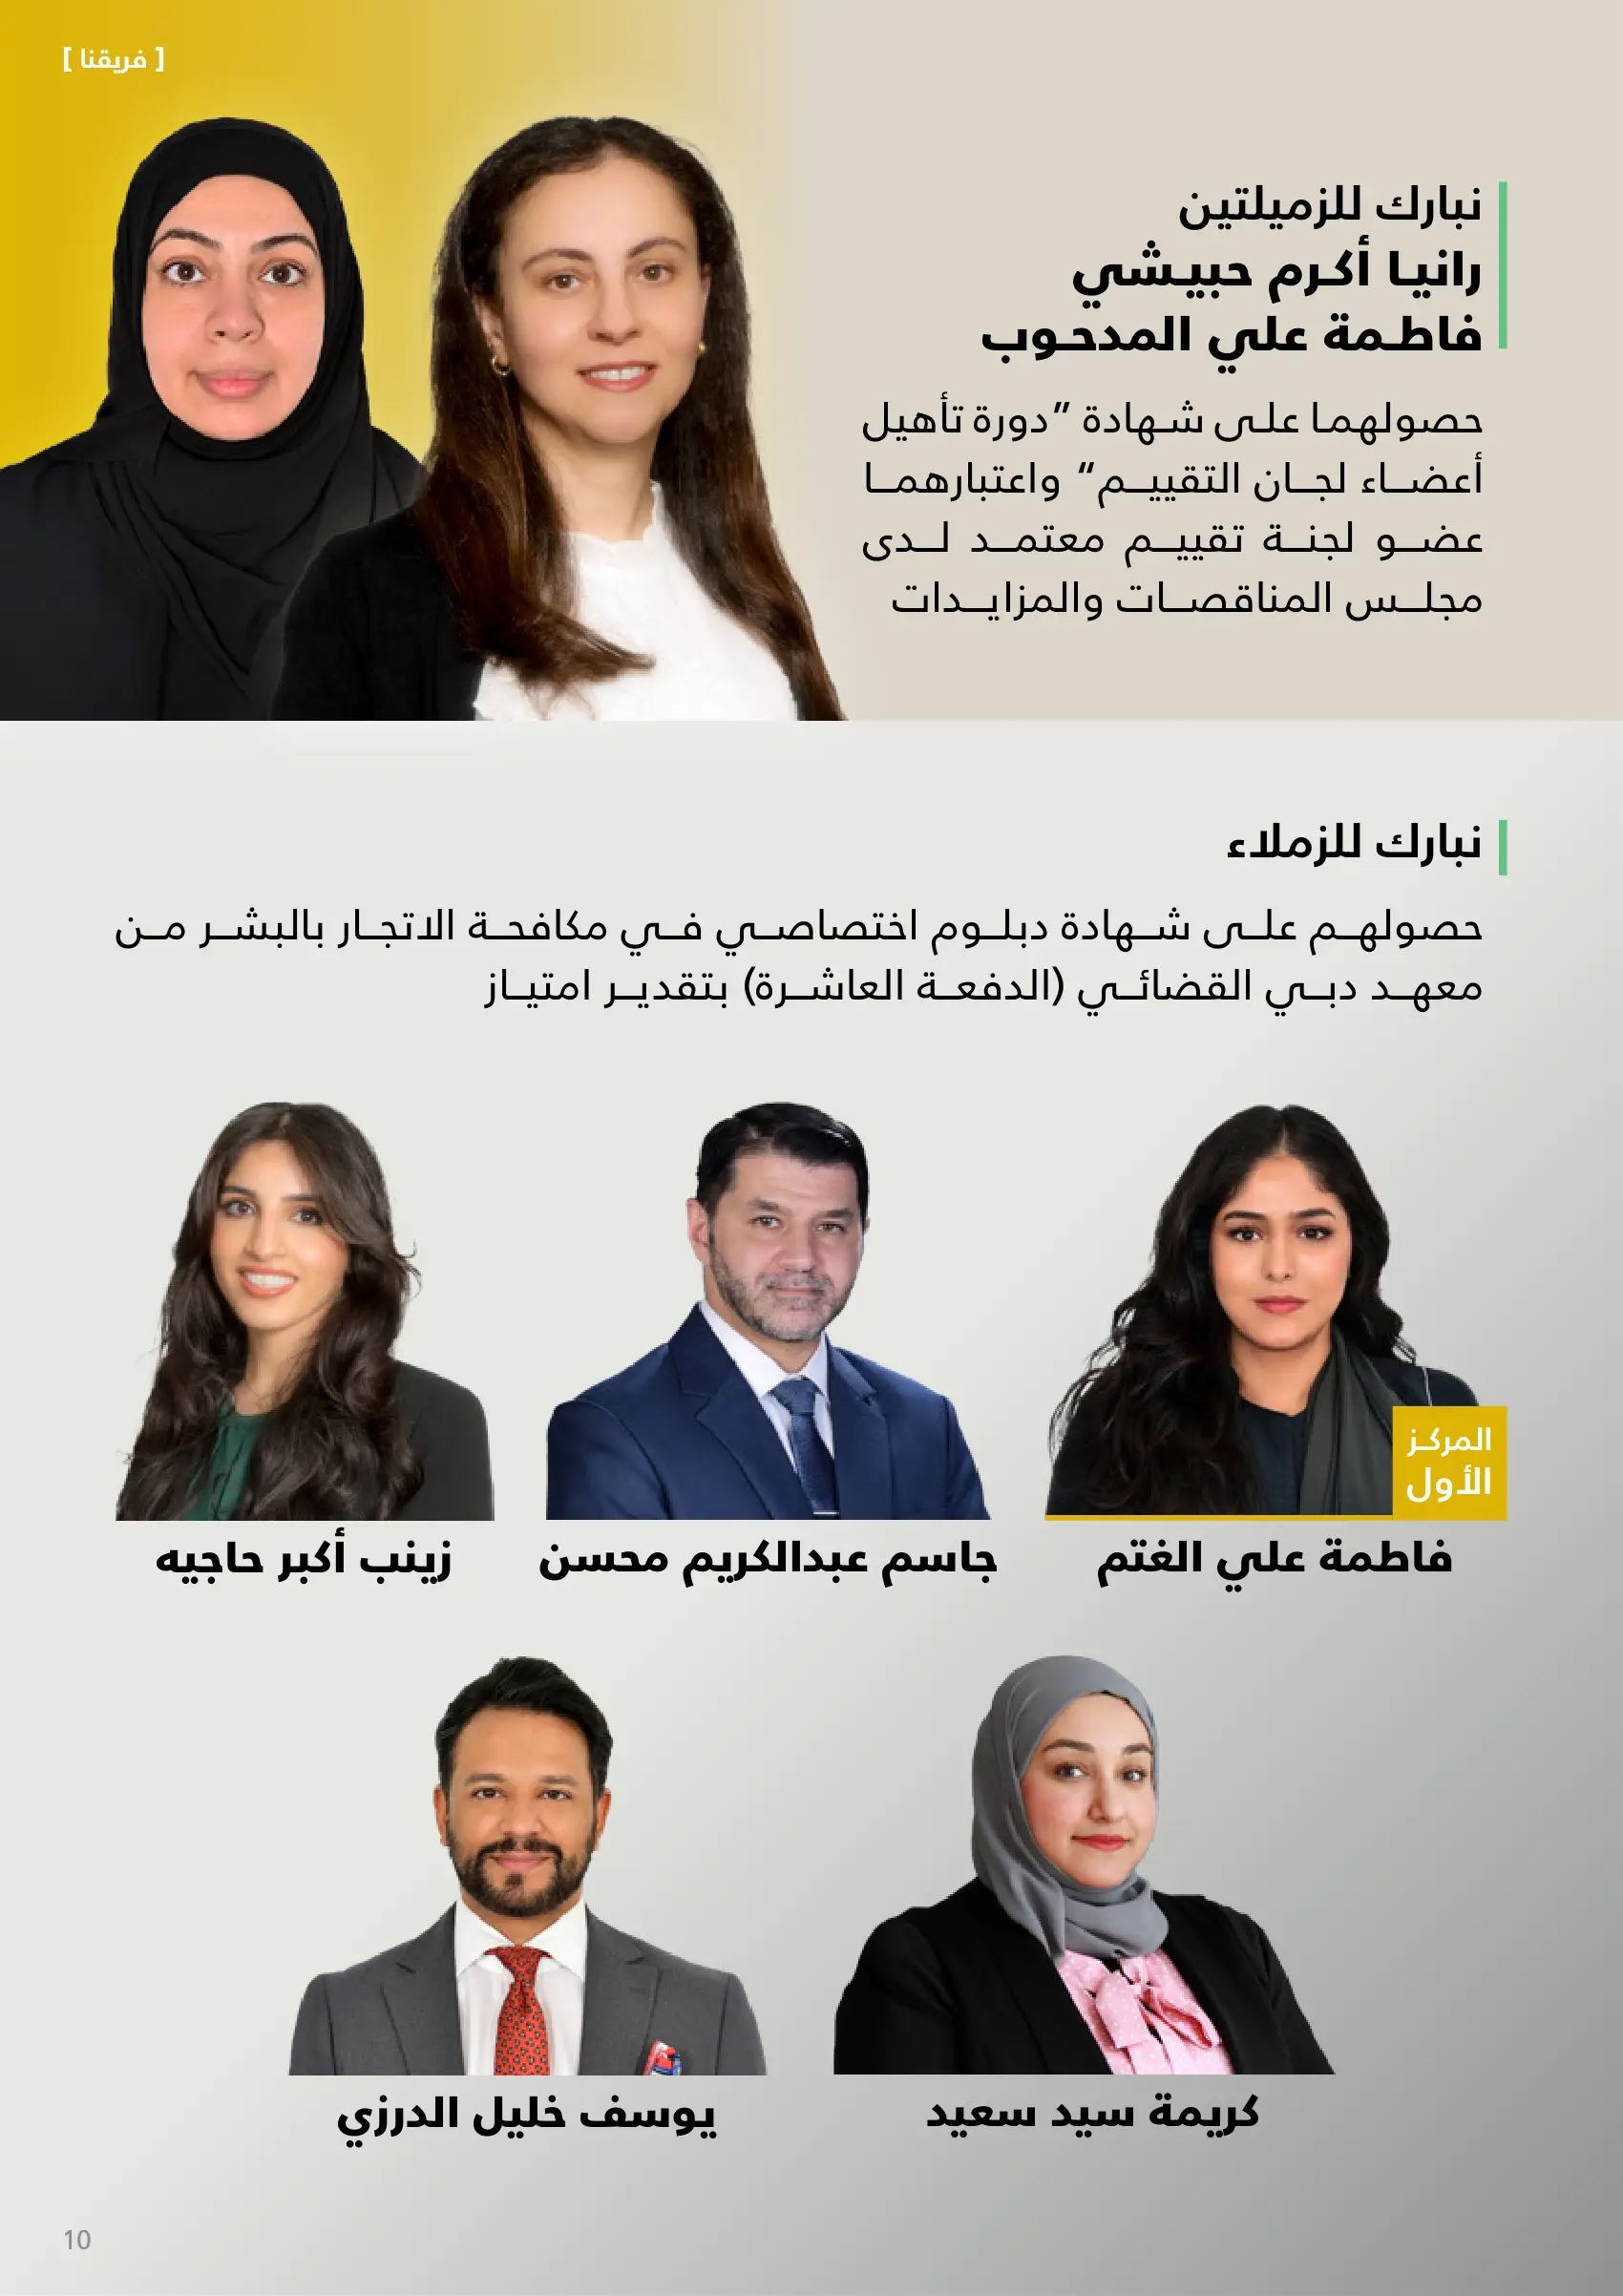 [ فريقنا ]
نبارك للزميلتين
رانيا أكرم حبيشي
فاطمة علي المدحوب
حصولهما على شهادة "دورة تأهيل
أعضاء لجان التقييم" واعتبارهما
عضو لجنة تقييم معتمد لدى
مجلس المناقصات والمزايدات
نبارك للزملاء
حصولهم على شهادة دبلوم اختصاصي في مكافحة الاتجار بالبشر من
معهد دبي القضائي (الدفعة العاشرة) بتقدير امتياز
المركز
الأول
فاطمة علي الغتم
جاسم عبدالكريم محسن
زينب أكبر حاجيه
كريمة سيد سعيد
يوسف خليل الدرزي
10